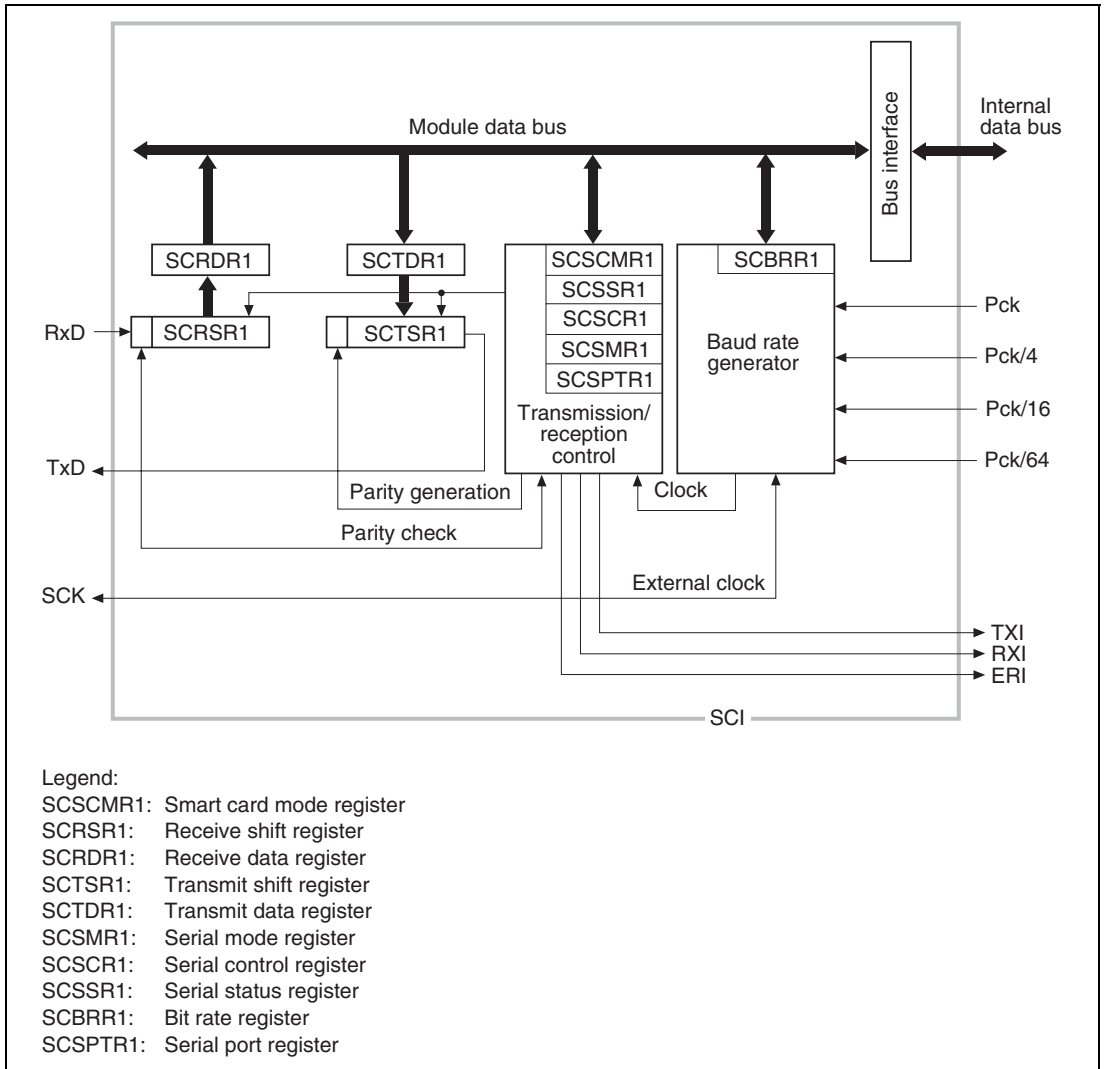 Module data bus
Bus interface
Internal
data bus
SCRDR1
SCTDR1
SCSCMR1
SCSSR1
SCSCR1
SCSMR1
SCSPTR1
Transmission/
reception
control
SCBRR1
Baud rate
generator
Pck
Pck/4
Pck/16
Pck/64
RxD
SCRSR1
SCTSR1
TxD
Parity generation
Clock
Parity check
SCK
External clock
TXI
RXI
ERI
SCI
Legend:
SCSCMR1: Smart card mode register
SCRSR1: Receive shift register
SCRDR1: Receive data register
SCTSR1: Transmit shift register
SCTDR1: Transmit data register
SCSMR1: Serial mode register
SCSCR1: Serial control register
SCSSR1: Serial status register
SCBRR1: Bit rate register
SCSPTR1: Serial port register